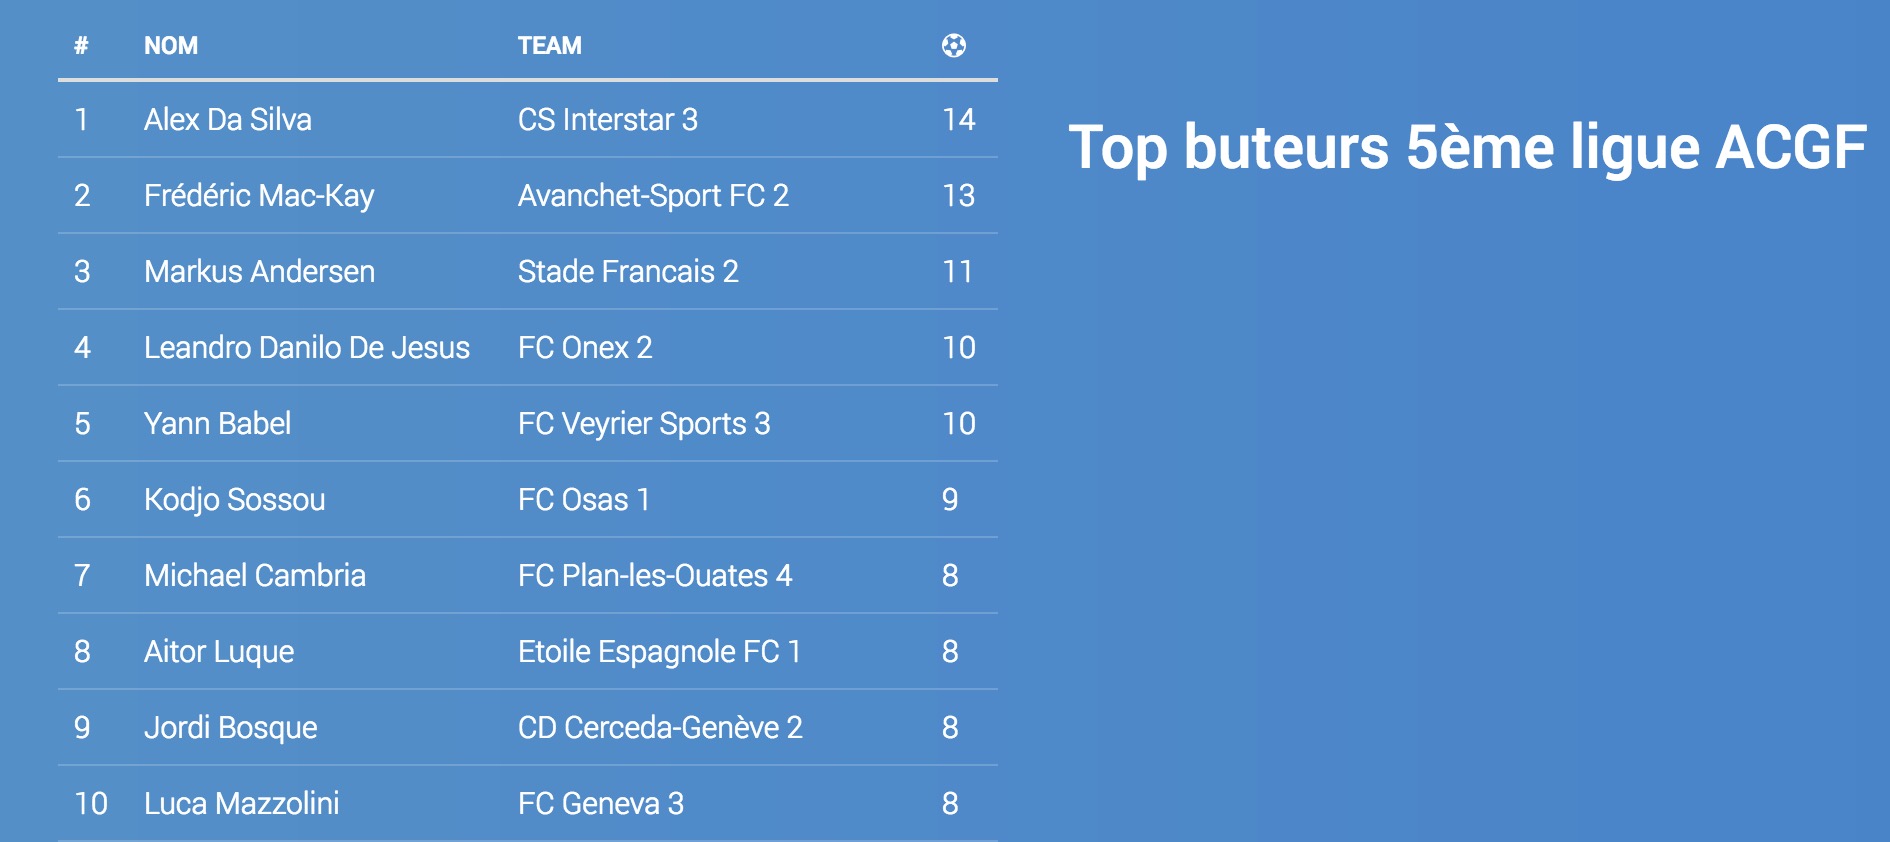 # NOM TEAM
1 Alex Da Silva CS Interstar 3 14
2 Frédéric Mac-Kay Avanchet-Sport FC 2 13
3 Markus Andersen Stade Francais 2 11
4 Leandro Danilo De Jesus FC Onex 2 10
5 Yann Babel FC Veyrier Sports 3 10
6 Kodjo Sossou FC Osas 1 9
7 Michael Cambria FC Plan-les-Ouates 4 8
8 Aitor Luque Etoile Espagnole FC 1 8
9 Jordi Bosque CD Cerceda-Genève 2 8
10 Luca Mazzolini FC Geneva 3 8
Top buteurs 5ème ligue ACGF